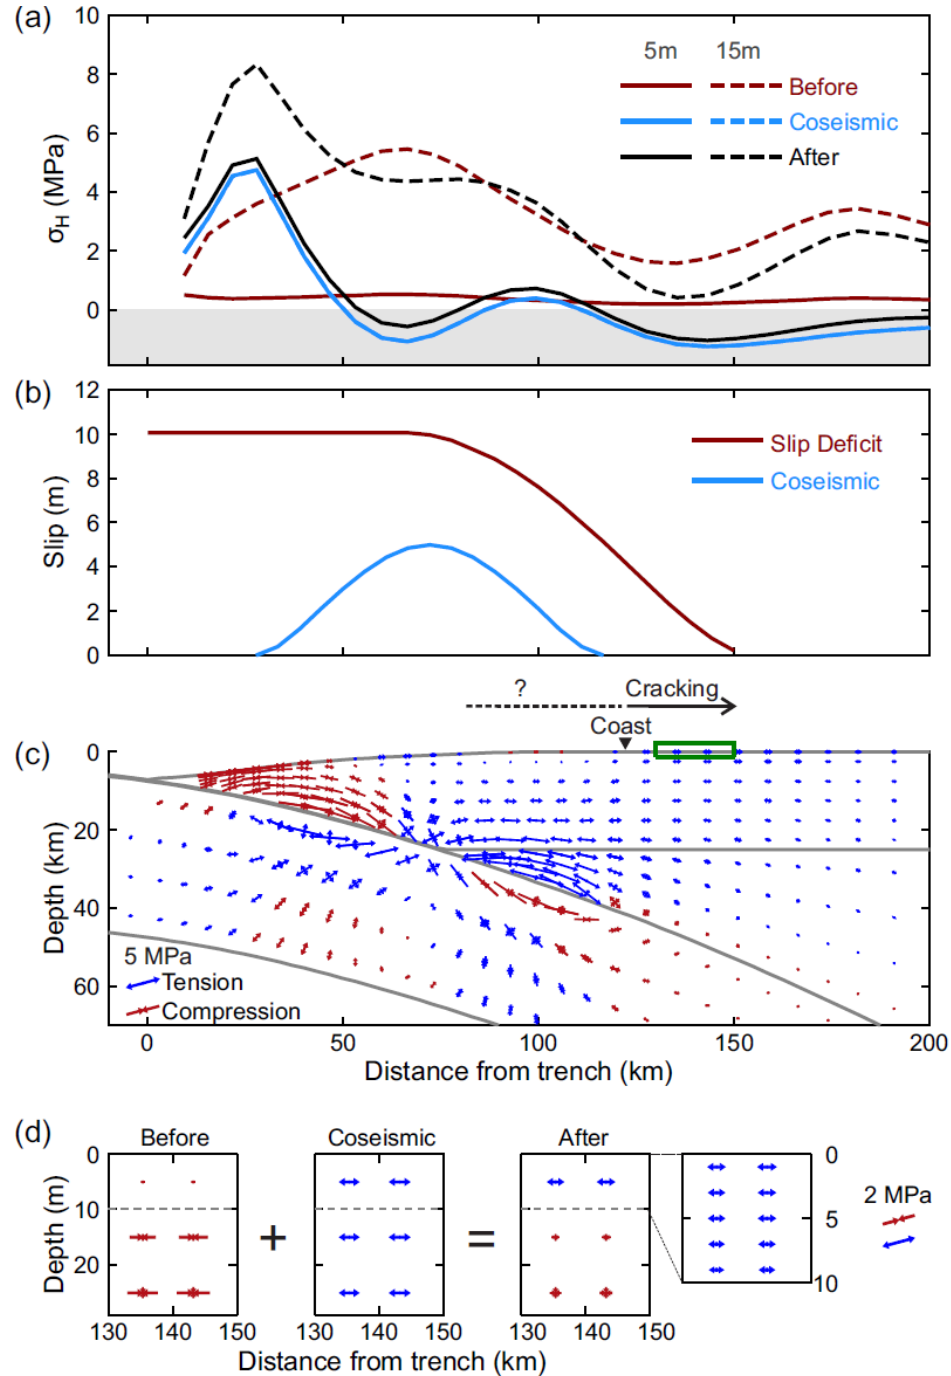 (a)
10
8
6
4
2
0
σH (MPa)
5m 15m
Before
Coseismic
After
(b)
12
10
8
6
4
2
0
Slip (m)
Slip Deficit
Coseismic
? Cracking
Coast
(c)
0
20
40
60
Depth (km)
5 MPa
Tension
Compression
0 50 100 150 200
Distance from trench (km)
(d)
Before Coseismic After
0
10
20
Depth (m)
+ =
0
5
10
2 MPa
130 140 150 130 140 150 130 140 150
Distance from trench (km)